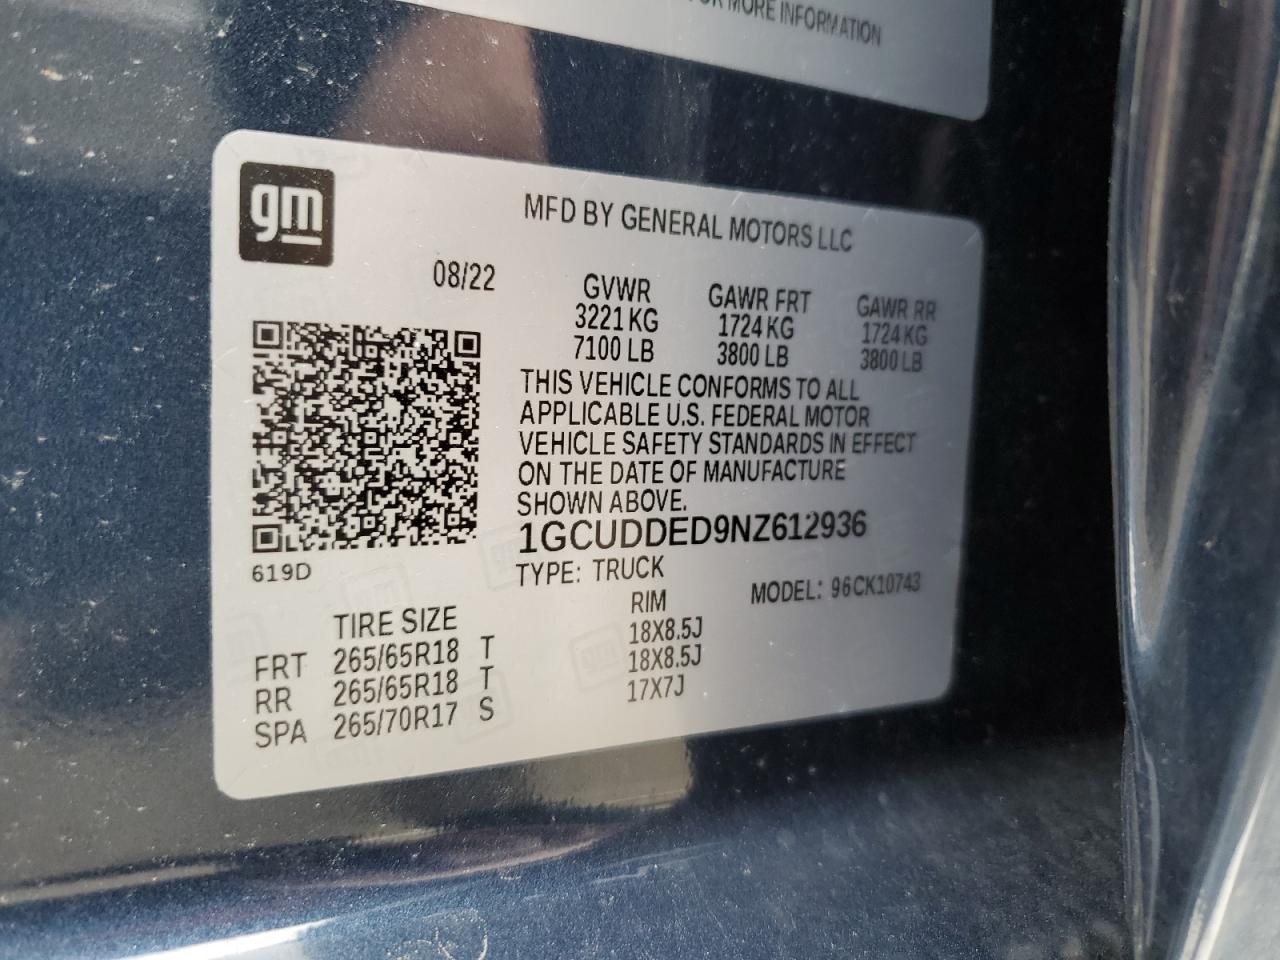 FOR MORE INFORMATION
gm
MFD BY GENERAL MOTORS LLC
08/22
GVWR GAWR FRT GAWR RR
3221 KG 1724 KG 1724 KG
7100 LB 3800 LB 3800 LB
THIS VEHICLE CONFORMS TO ALL
APPLICABLE U.S. FEDERAL MOTOR
VEHICLE SAFETY STANDARDS IN EFFECT
ON THE DATE OF MANUFACTURE
SHOWN ABOVE.
1GCUDDED9NZ612936
619D
TYPE: TRUCK MODEL: 96CK10743
TIRE SIZE RIM
FRT 265/65R18 T 18X8.5J
RR 265/65R18 T 18X8.5J
SPA 265/70R17 S 17X7J